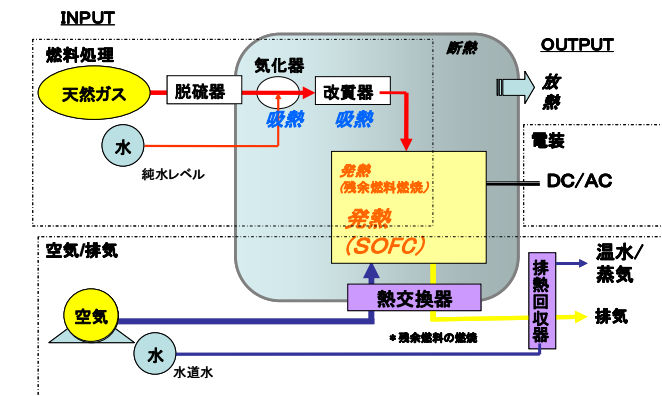 INPUT
燃料処理
天然ガス
脱硫器
気化器
改質器
断熱
OUTPUT
放
熱
吸熱
吸熱
水
純水レベル
電装
DC/AC
発熱
(残余燃料燃焼)
発熱
(SOFC)
空気/排気
熱交換器
排熱回収器
温水/
蒸気
排気
空気
水
水道水
*残余燃料の燃焼